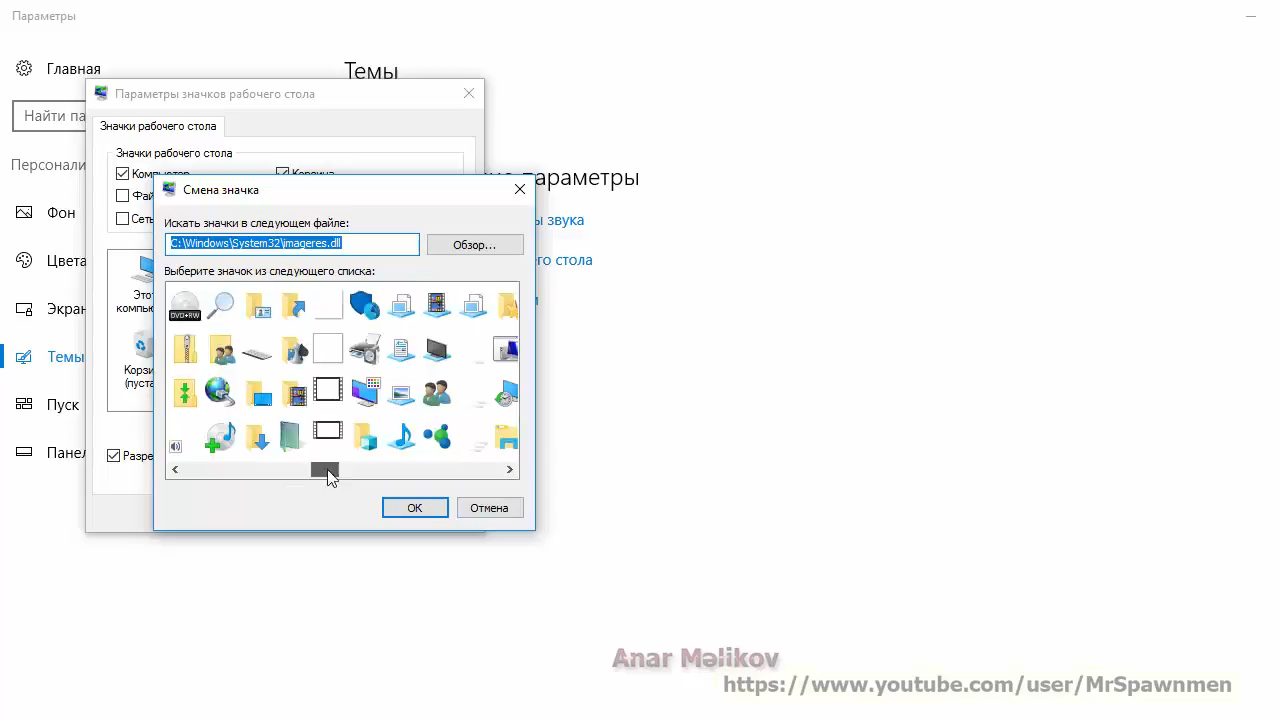 Параметры
Главная
Темы
Параметры значков рабочего стола
Найти па
Значки рабочего стола
Персонали
Значки рабочего стола
Компьютер
Корзина
Фай
Сеть
параметры
Смена значка
Фон
Искать значки в следующем файле:
ы звука
C:\Windows\System32\imageres.dll
Обзор...
Цвета
его стола
Выберите значок из следующего списка:
Этот
компью
DVD+RW
Экран
Темы
Корзи
(пуста
Пуск
Панел
Разре
ОК
Отмена
Anar Məlikov
https://www.youtube.com/user/MrSpawnmen